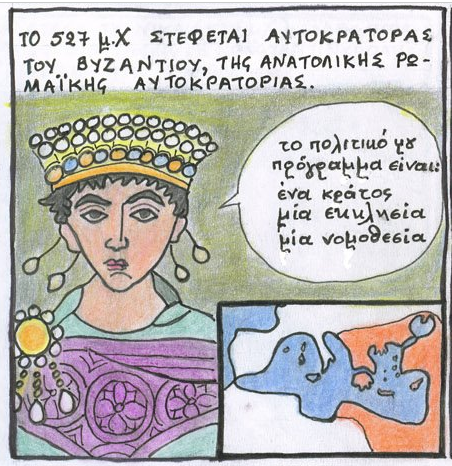 ΤΟ 527 μ.Χ ΣΤΕΦΕΤΑΙ ΑΥΤΟΚΡΑΤΟΡΑΣ
ΤΟΥ ΒΥΖΑΝΤΙΟΥ, ΤΗΣ ΑΝΑΤΟΛΙΚΗΣ ΡΩ-
ΜΑΪΚΗΣ ΑΥΤΟΚΡΑΤΟΡΙΑΣ.
το πολιτικό μου
πρόγραμμα είναι:
ένα κράτος
μία εκκλησία
μία νομοθεσία